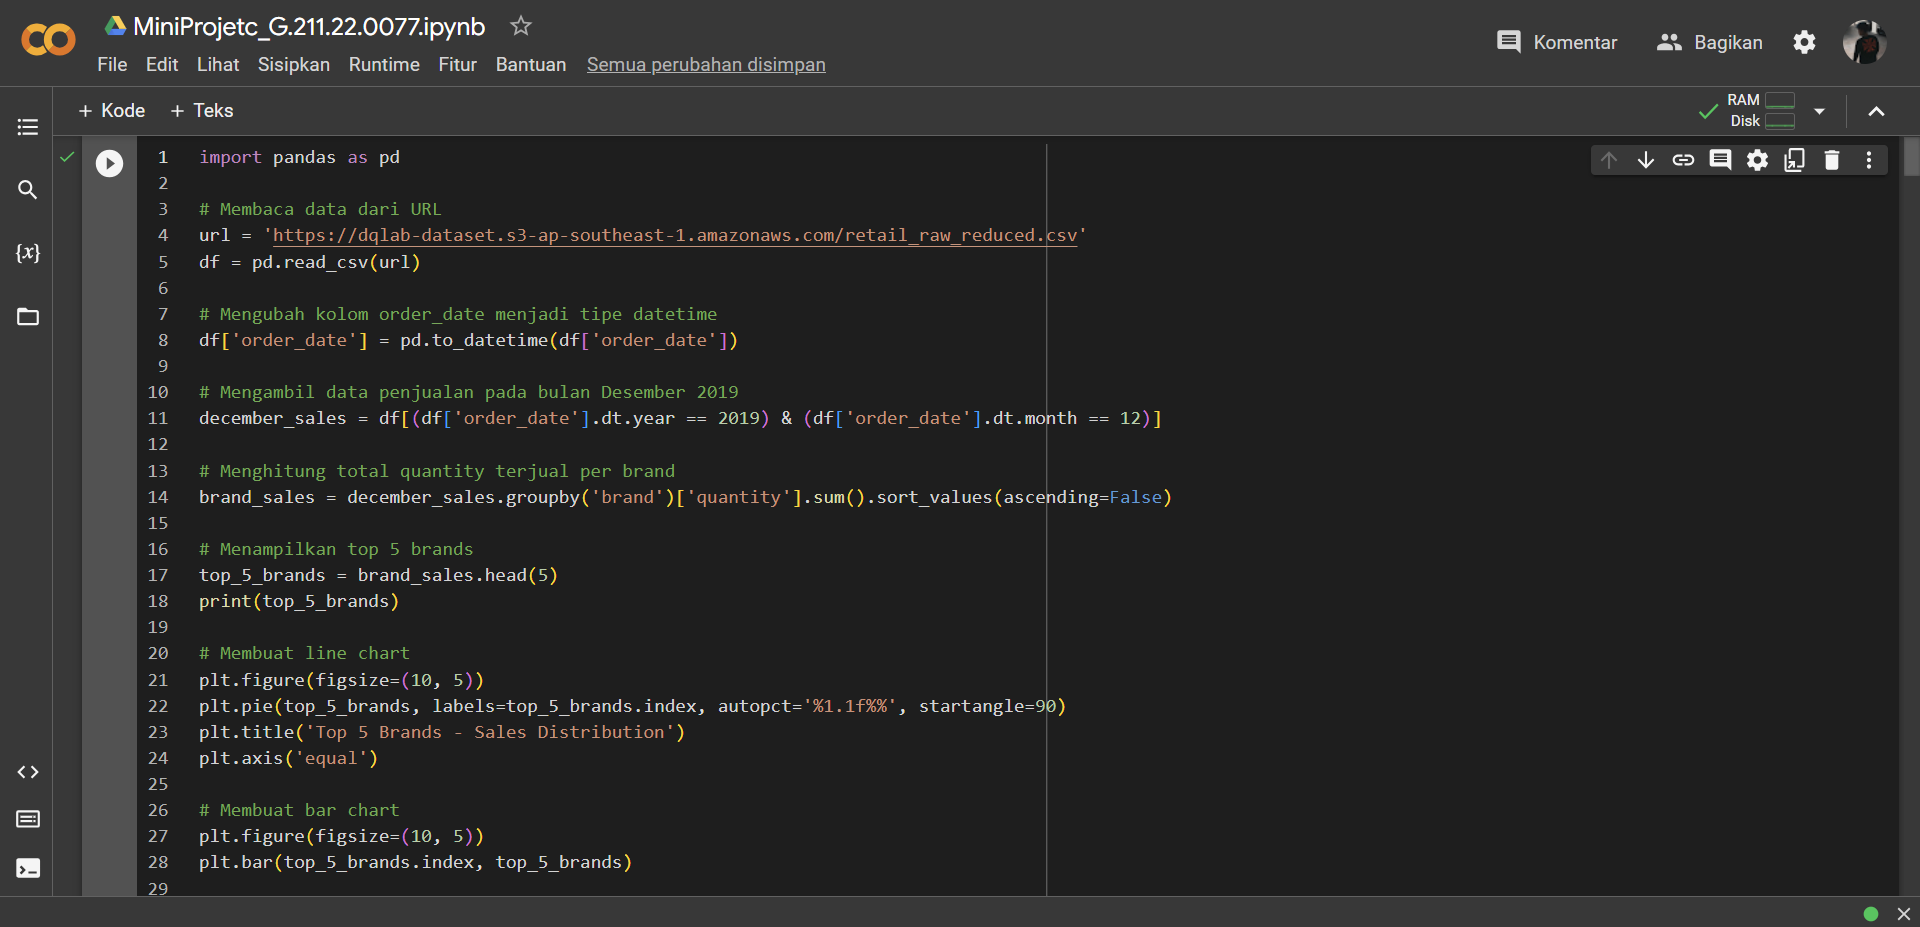 MiniProjetc_G.211.22.0077.ipynb
File Edit Lihat Sisipkan Runtime Fitur Bantuan Semua perubahan disimpan
Komentar Bagikan
+ Kode + Teks
RAM
Disk
{x}
1 import pandas as pd
2
3 # Membaca data dari URL
4 url = 'https://dqlab-dataset.s3-ap-southeast-1.amazonaws.com/retail_raw_reduced.csv'
5 df = pd.read_csv(url)
6
7 # Mengubah kolom order_date menjadi tipe datetime
8 df['order_date'] = pd.to_datetime(df['order_date'])
9
10 # Mengambil data penjualan pada bulan Desember 2019
11 december_sales = df[(df['order_date'].dt.year == 2019) & (df['order_date'].dt.month == 12)]
12
13 # Menghitung total quantity terjual per brand
14 brand_sales = december_sales.groupby('brand')['quantity'].sum().sort_values(ascending=False)
15
16 # Menampilkan top 5 brands
17 top_5_brands = brand_sales.head(5)
18 print(top_5_brands)
19
20 # Membuat line chart
21 plt.figure(figsize=(10, 5))
22 plt.pie(top_5_brands, labels=top_5_brands.index, autopct='%1.1f%%', startangle=90)
23 plt.title('Top 5 Brands - Sales Distribution')
24 plt.axis('equal')
25
26 # Membuat bar chart
27 plt.figure(figsize=(10, 5))
28 plt.bar(top_5_brands.index, top_5_brands)
29